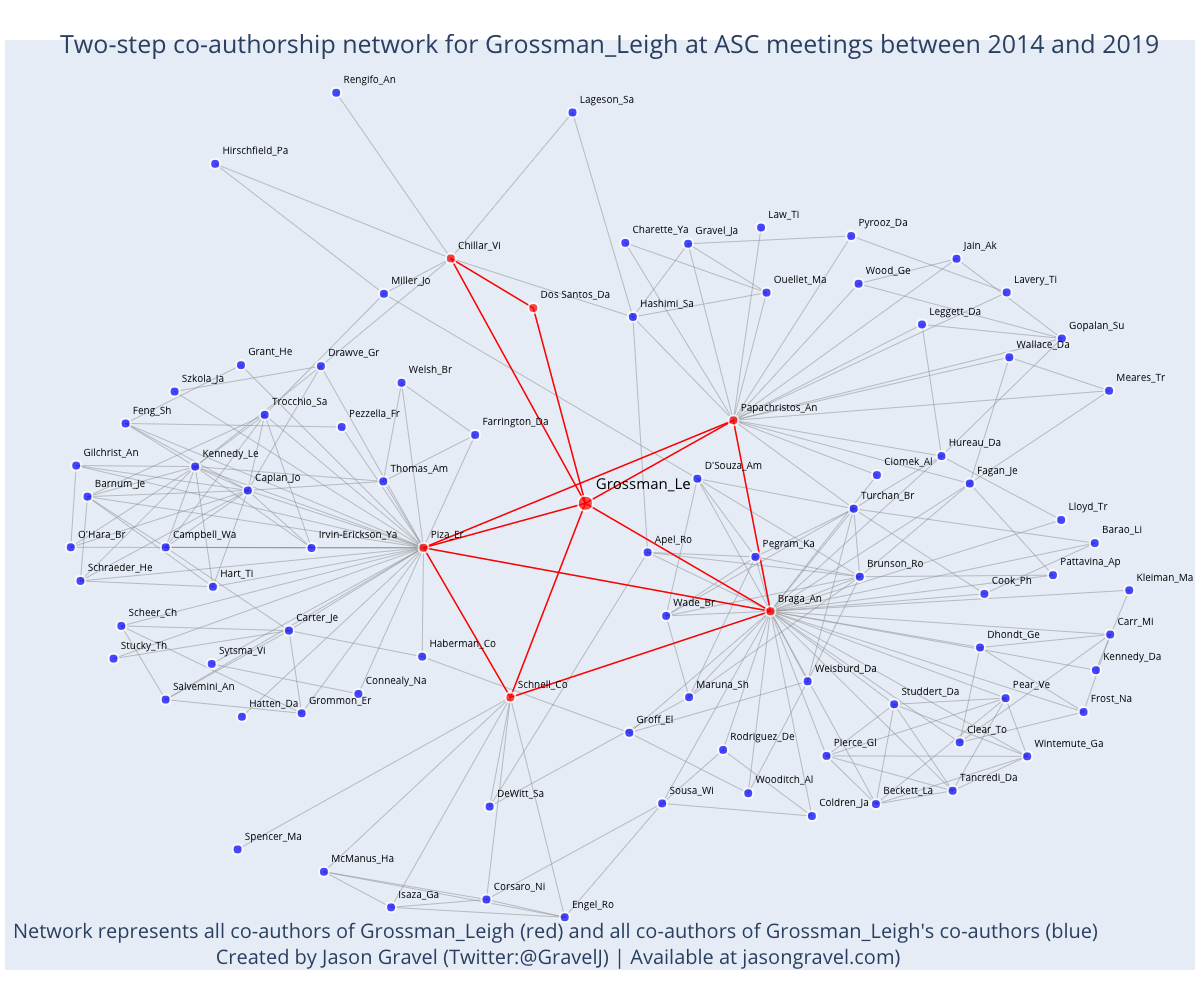 Two-step co-authorship network for Grossman_Leigh at ASC meetings between 2014 and 2019
Rengifo_An
Lageson_Sa
Hirschfield_Pa
Law_Ti
Charette_Ya
Gravel_Ja
Pyrooz_Da
Chillar_Vi
Jain_Ak
Wood_Ge
Miller_Jo
Ouellet_Ma
Lavery_Ti
Dos Santos_Da
Hashimi_Sa
Leggett_Da
Gopalan_Su
Wallace_Da
Grant_He
Drawve_Gr
Welsh_Br
Szkola_Ja
Meares_Tr
Trocchio_Sa
Feng_Sh
Pezzella_Fr
Farrington_Da
Papachristos_An
Hureau_Da
Gilchrist_An
Kennedy_Le
Thomas_Am
D'Souza_Am
Ciomek_Al
Fagan_Je
Barnum_Je
Caplan_Jo
Grossman_Le
Turchan_Br
Lloyd_Tr
O'Hara_Br
Campbell_Wa
Irvin-Erickson_Ya
Piza_Er
Apel_Ro
Pegram_Ka
Barao_Li
Schraeder_He
Hart_Ti
Brunson_Ro
Cook_Ph
Pattavina_Ap
Kleiman_Ma
Scheer_Ch
Carter_Je
Wade_Br
Braga_An
Carr_Mi
Stucky_Th
Sytsma_Vi
Haberman_Co
Dhondt_Ge
Kennedy_Da
Salvemini_An
Hatten_Da
Grommon_Er
Connealy_Na
Schnell_Co
Maruna_Sh
Weisburd_Da
Studdert_Da
Pear_Ve
Frost_Na
Groff_El
Rodriguez_De
Pierce_Gl
Clear_To
Wintemute_Ga
DeWitt_Sa
Sousa_Wi
Wooditch_Al
Coldren_Ja
Beckett_La
Tancredi_Da
Spencer_Ma
McManus_Ha
Isaza_Ga
Corsaro_Ni
Engel_Ro
Network represents all co-authors of Grossman_Leigh (red) and all co-authors of Grossman_Leigh's co-authors (blue)
Created by Jason Gravel (Twitter:@GravelJ) | Available at jasongravel.com)